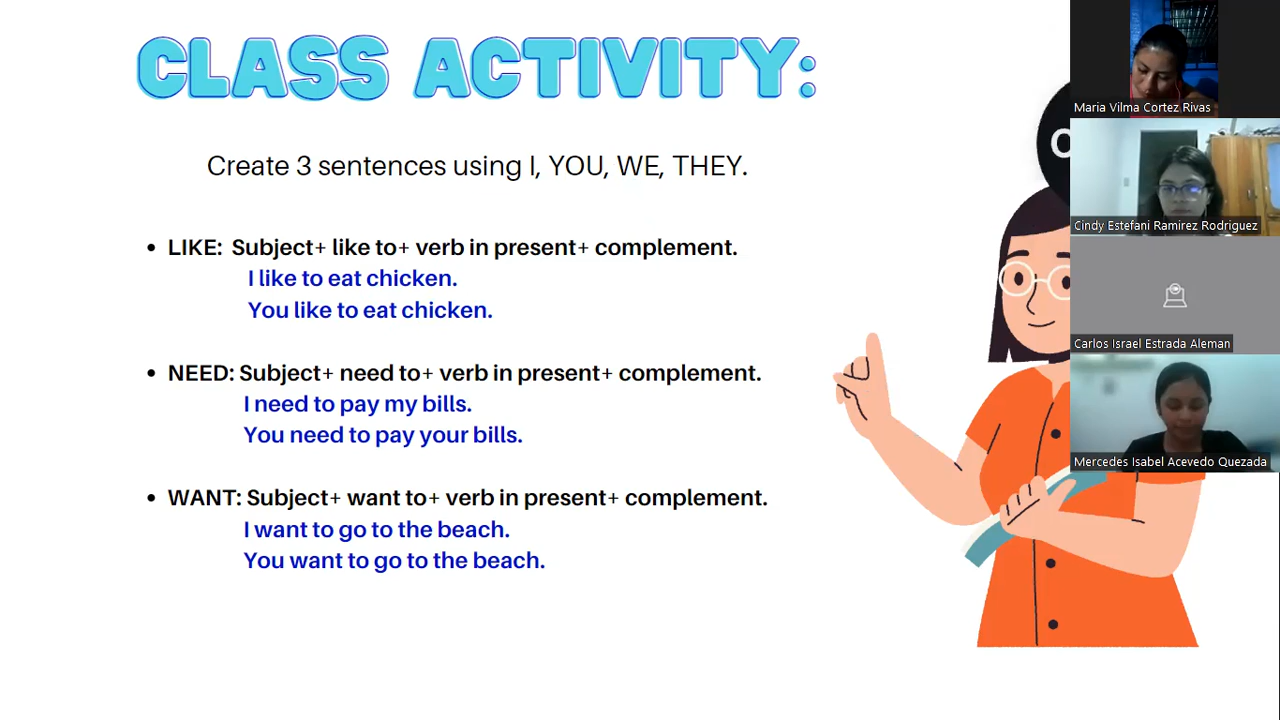 CLASS ACTIVITY:
Create 3 sentences using I, YOU, WE, THEY.
• LIKE: Subject+ like to+ verb in present+ complement.
I like to eat chicken.
You like to eat chicken.
• NEED: Subject+ need to+ verb in present+ complement.
I need to pay my bills.
You need to pay your bills.
• WANT: Subject+ want to+ verb in present+ complement.
I want to go to the beach.
You want to go to the beach.
Maria Vilma Cortez Rivas
Cindy Estefani Ramirez Rodriguez
Carlos Israel Estrada Aleman
Mercedes Isabel Acevedo Quezada